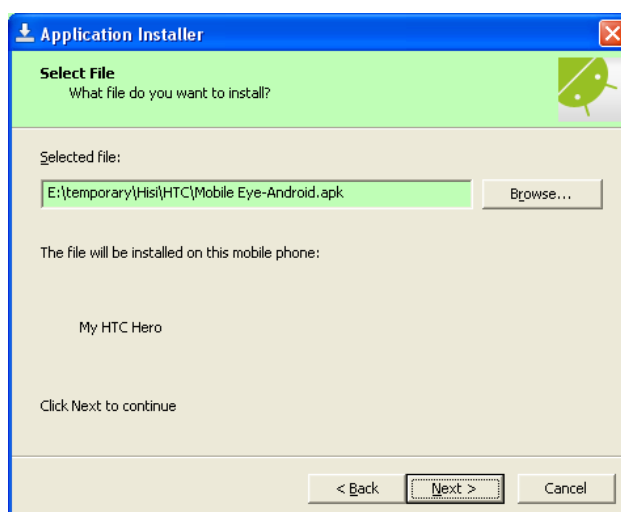 Application Installer
Select File
What file do you want to install?
Selected file:
E:\temporary\Hisi\HTC\Mobile Eye-Android.apk
Browse...
The file will be installed on this mobile phone:
My HTC Hero
Click Next to continue
< Back
Next >
Cancel